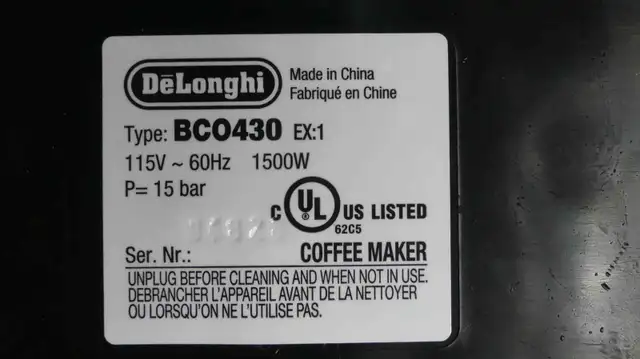 DēLonghi
Made in China
Fabriqué en Chine
Type: BCO430 EX:1
115V ~ 60Hz 1500W
P= 15 bar
C UL US LISTED
62C5
Ser. Nr.:
COFFEE MAKER
UNPLUG BEFORE CLEANING AND WHEN NOT IN USE.
DEBRANCHER L'APPAREIL AVANT DE LA NETTOYER
OU LORSQU'ON NE L'UTILISE PAS.